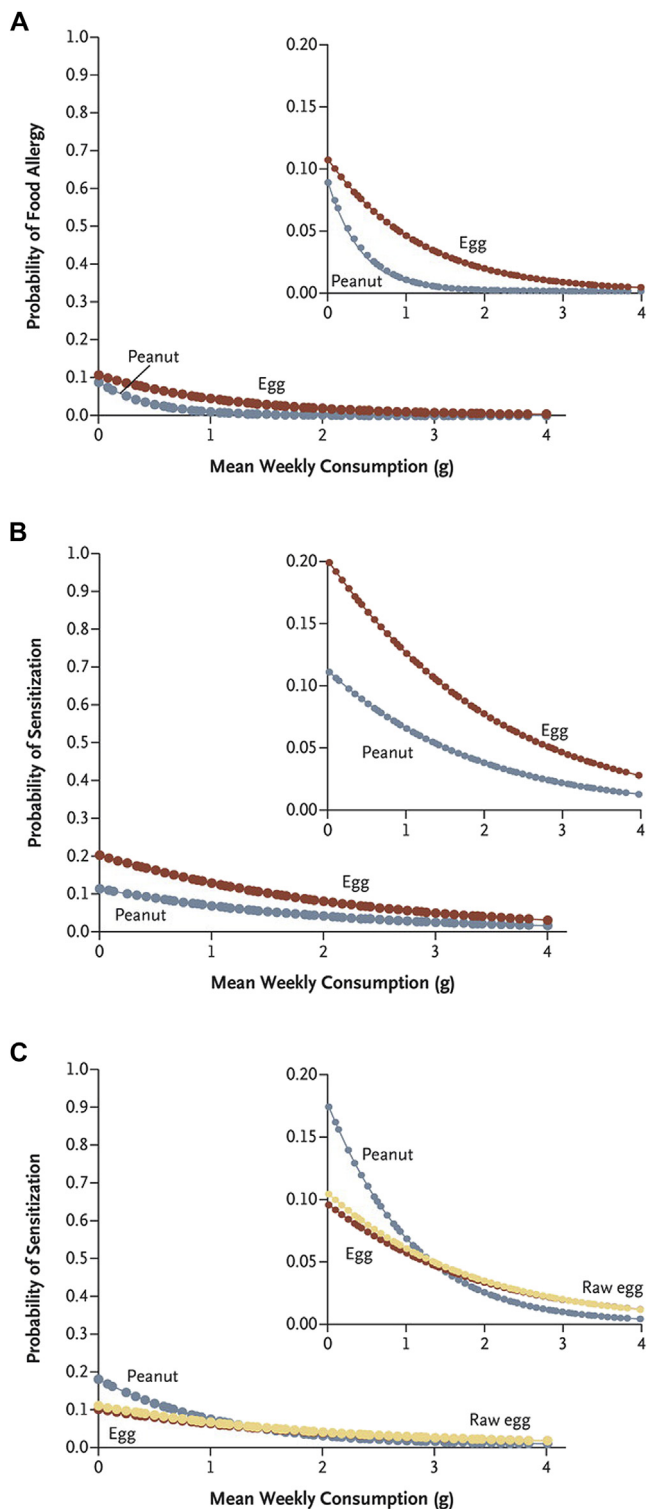 A
1.0
0.9
0.8
0.7
0.6
0.5
0.4
0.3
0.2
0.1
0.0
Probability of Food Allergy
0 1 2 3 4
Mean Weekly Consumption (g)
Peanut
Egg
0.20
0.15
0.10
0.05
0.00
0 1 2 3 4
Egg
Peanut
B
1.0
0.9
0.8
0.7
0.6
0.5
0.4
0.3
0.2
0.1
0.0
Probability of Sensitization
0 1 2 3 4
Mean Weekly Consumption (g)
Egg
Peanut
0.20
0.15
0.10
0.05
0.00
0 1 2 3 4
Egg
Peanut
C
1.0
0.9
0.8
0.7
0.6
0.5
0.4
0.3
0.2
0.1
0.0
Probability of Sensitization
0 1 2 3 4
Mean Weekly Consumption (g)
Peanut
Raw egg
Egg
0.20
0.15
0.10
0.05
0.00
0 1 2 3 4
Peanut
Egg
Raw egg